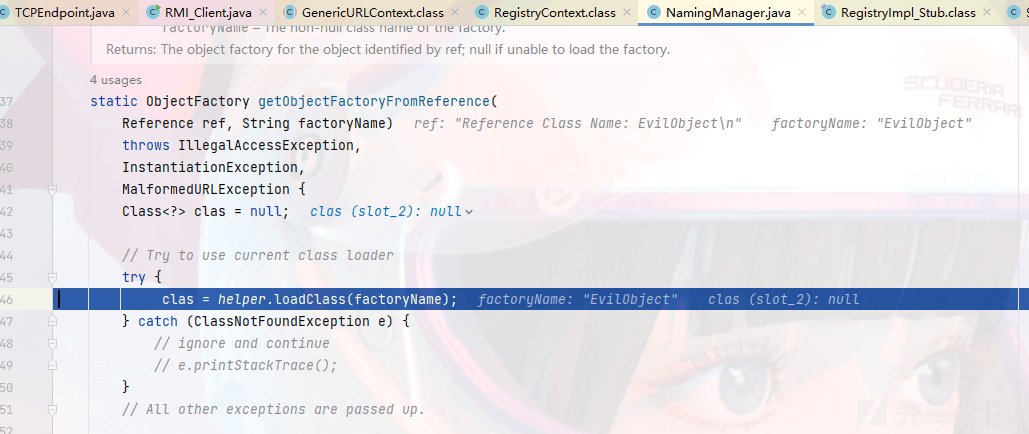 TCPEndpoint.java RMI_Client.java GenericURLContext.class RegistryContext.class NamingManager.java RegistryImpl_Stub.class
factoryName – The non-null class name of the factory.
Returns: The object factory for the object identified by ref; null if unable to load the factory.
4 usages
37 static ObjectFactory getObjectFactoryFromReference(
38 Reference ref, String factoryName) ref: "Reference Class Name: EvilObject\n" factoryName: "EvilObject"
39 throws IllegalAccessException,
40 InstantiationException,
41 MalformedURLException {
42 Class<?> clas = null; clas (slot_2): null
43
44 // Try to use current class loader
45 try {
46 clas = helper.loadClass(factoryName); factoryName: "EvilObject" clas (slot_2): null
47 } catch (ClassNotFoundException e) {
48 // ignore and continue
49 // e.printStackTrace();
50 }
51 // All other exceptions are passed up.
52
SCUDERIA
FERRARI